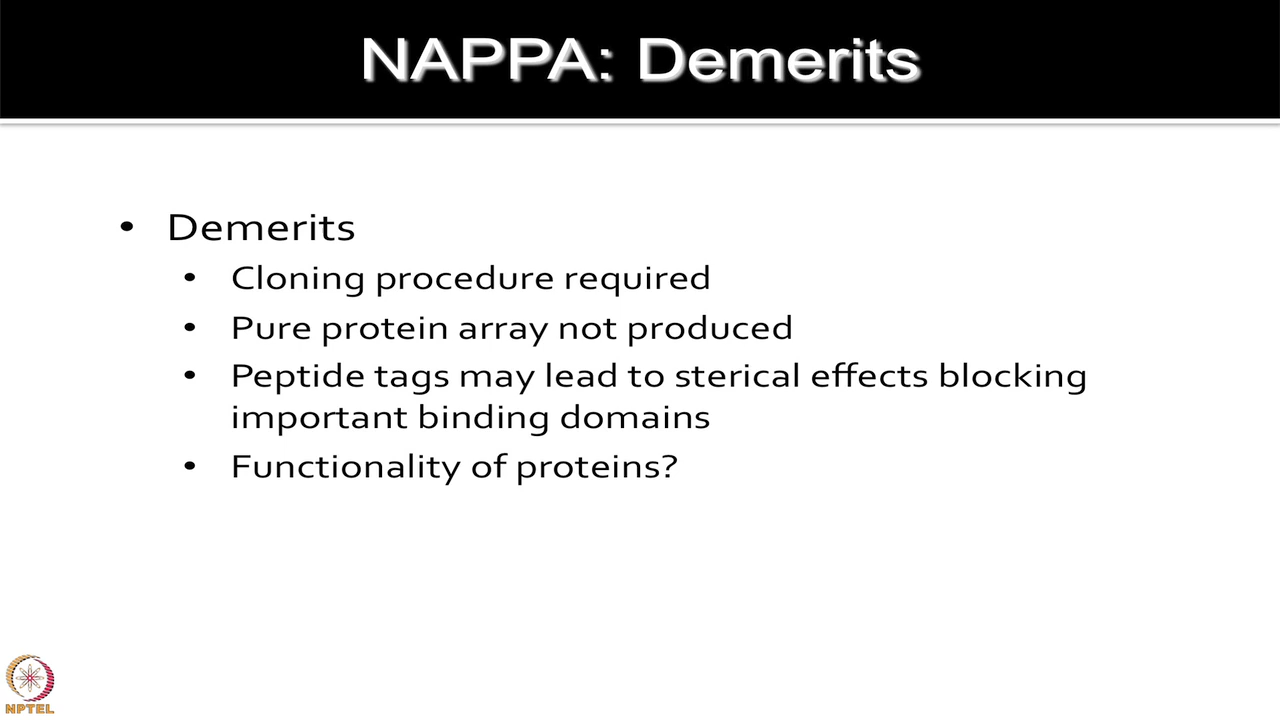 NAPPA: Demerits
• Demerits
• Cloning procedure required
• Pure protein array not produced
• Peptide tags may lead to sterical effects blocking
important binding domains
• Functionality of proteins?
NPTEL